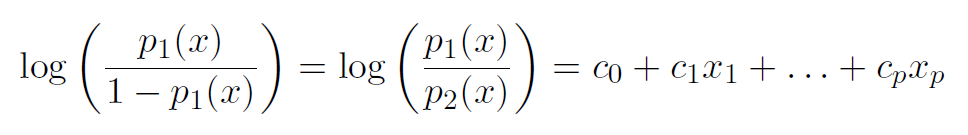 log (p₁(x) / (1 − p₁(x))) = log (p₁(x) / p₂(x)) = c₀ + c₁x₁ + . . . + cₚxₚ